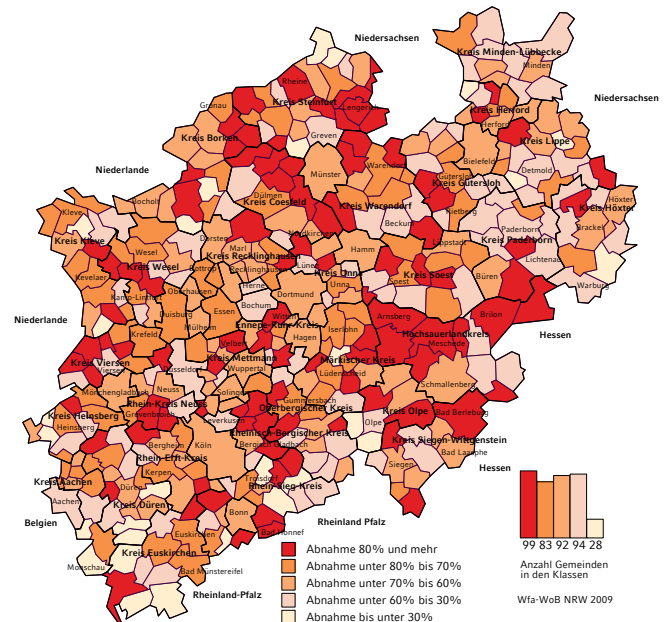 Niedersachsen
Kreis Minden-Lübbecke
Minden
Rheine
Niedersachsen
Gronau
Kreis Steinfurt
Lengerich
Kreis Herford
Herford
Greven
Kreis Borken
Kreis Lippe
Bielefeld
Niederlande
Warendorf
Detmold
Münster
Gütersloh
Kreis Gütersloh
Bocholt
Dülmen
Kreis Coesfeld
Höxter
Kleve
Kreis Warendorf
Rietberg
Kreis Höxter
Beckum
Paderborn
Brackel
Nordkirchen
Kreis Kleve
Dorsten
Lippstadt
Kreis Paderborn
Marl
Hamm
Wesel
Kreis Recklinghausen
Lichtenau
Kreis Wesel
Bottrop
Recklinghausen
Lünen
Kreis Unna
Kreis Soest
Büren
Kevelaer
Herne
Unna
Soest
Warburg
Kamp-Lintfort
Oberhausen
Dortmund
Bochum
Duisburg
Essen
Witten
Arnsberg
Brilon
Niederlande
Mülheim
Ennepe-Ruhr-Kreis
Iserlohn
Krefeld
Hagen
Hochsauerlandkreis
Hessen
Velbert
Meschede
Kreis Mettmann
Märkischer Kreis
Kreis Viersen
Viersen
Düsseldorf
Wuppertal
Lüdenscheid
Schmallenberg
Mönchengladbach
Neuss
Solingen
Gummersbach
Rhein-Kreis Neuss
Oberbergischer Kreis
Kreis Olpe
Bad Berleburg
Kreis Heinsberg
Grevenbroich
Leverkusen
Olpe
Heinsberg
Rheinisch-Bergischer Kreis
Kreis Siegen-Wittgenstein
Bergheim
Köln
Bergisch Gladbach
Bad Laasphe
Rhein-Erft-Kreis
Siegen
Hessen
Kerpen
Kreis Aachen
Troisdorf
Düren
Rhein-Sieg-Kreis
Aachen
Kreis Düren
Bonn
Belgien
Rheinland Pfalz
Euskirchen
Bad Honnef
Kreis Euskirchen
Monschau
Bad Münstereifel
Rheinland-Pfalz
99 83 92 94 28
Anzahl Gemeinden
in den Klassen
Wfa-WoB NRW 2009
Abnahme 80% und mehr
Abnahme unter 80% bis 70%
Abnahme unter 70% bis 60%
Abnahme unter 60% bis 30%
Abnahme bis unter 30%